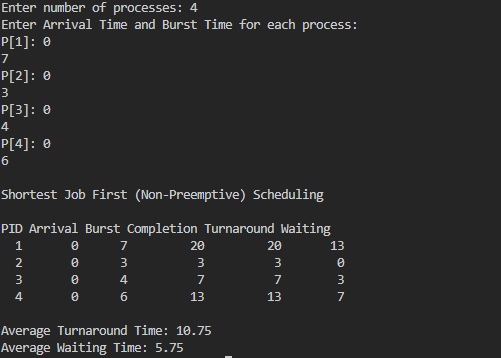 Enter number of processes: 4
Enter Arrival Time and Burst Time for each process:
P[1]: 0
7
P[2]: 0
3
P[3]: 0
4
P[4]: 0
6
Shortest Job First (Non-Preemptive) Scheduling
PID Arrival Burst Completion Turnaround Waiting
1 0 7 20 20 13
2 0 3 3 3 0
3 0 4 7 7 3
4 0 6 13 13 7
Average Turnaround Time: 10.75
Average Waiting Time: 5.75